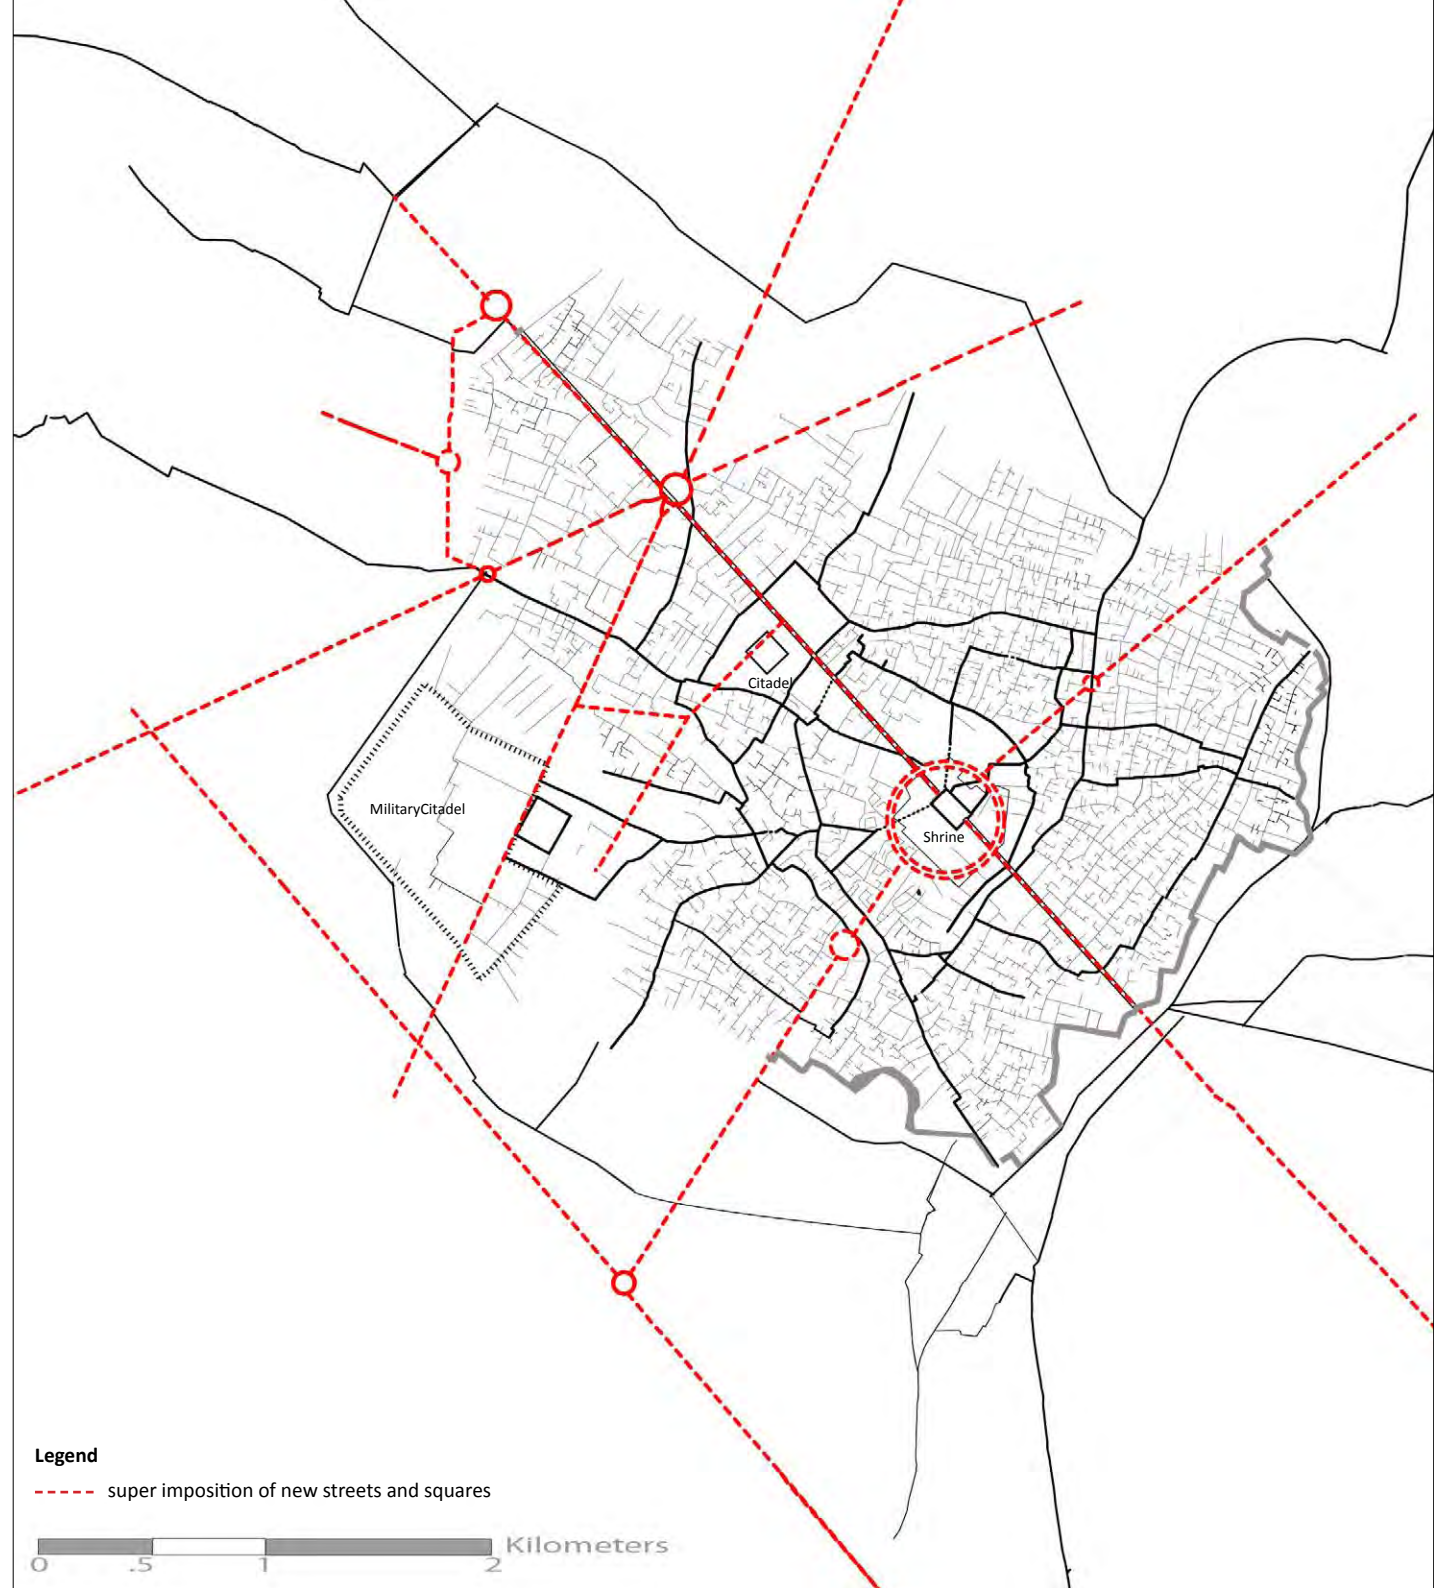 Citadel
MilitaryCitadel
Shrine
Legend
super imposition of new streets and squares
Kilometers
0 .5 1 2